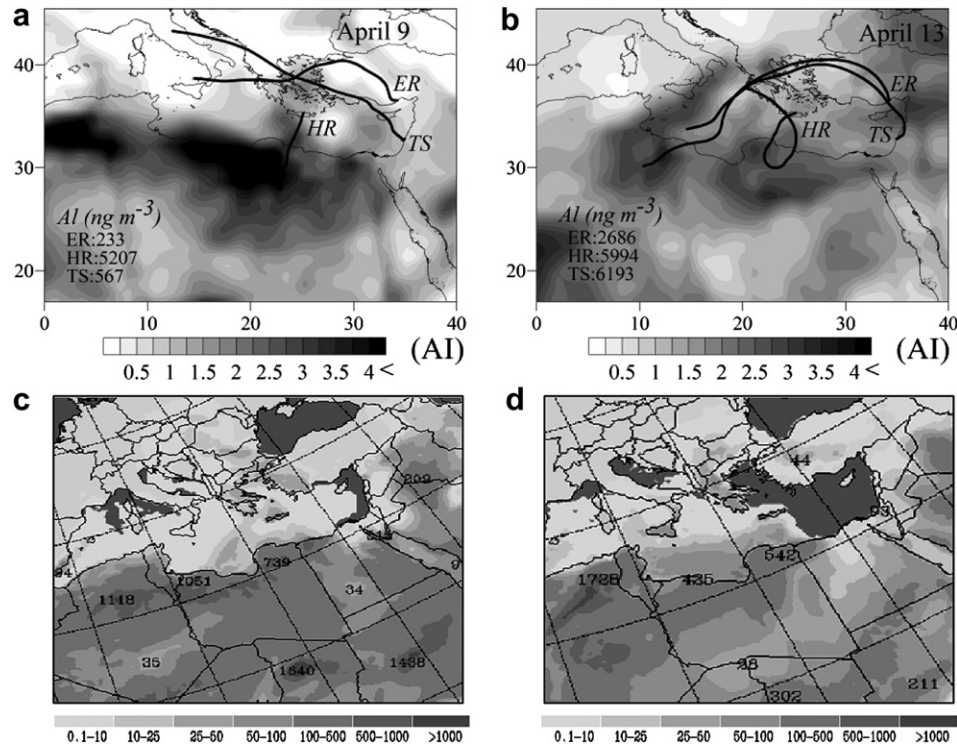 a
April 9
40
30
20
ER
HR
TS
Al (ng m-3)
ER:233
HR:5207
TS:567
0 10 20 30 40
(AI)
0.5 1 1.5 2 2.5 3 3.5 4 <
b
April 13
40
30
20
ER
HR
TS
Al (ng m-3)
ER:2686
HR:5994
TS:6193
0 10 20 30 40
(AI)
0.5 1 1.5 2 2.5 3 3.5 4 <
c
209
94
739
1051
1118
34
9
35
1640
1438
0.1-10 10-25 25-60 50-100 100-500 500-1000 >1000
d
44
93
542
1728
435
28
302
211
0.1-10 10-25 25-60 50-100 100-500 500-1000 >1000